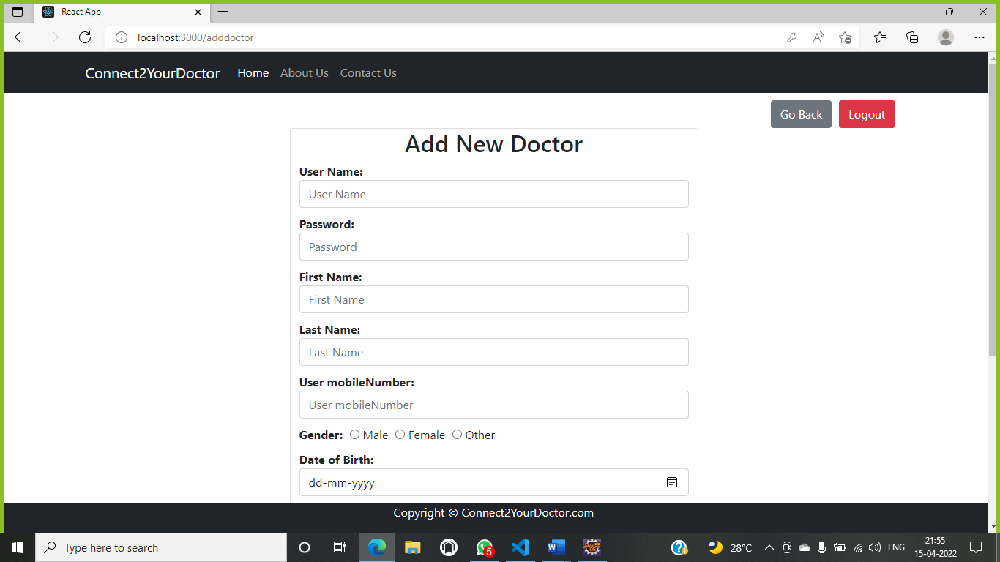 React App
localhost:3000/adddoctor
Connect2YourDoctor Home About Us Contact Us
Go Back Logout
Add New Doctor
User Name:
User Name
Password:
Password
First Name:
First Name
Last Name:
Last Name
User mobileNumber:
User mobileNumber
Gender: Male Female Other
Date of Birth:
dd-mm-yyyy
Copyright © Connect2YourDoctor.com
Type here to search
5
28°C
ENG
21:55
15-04-2022